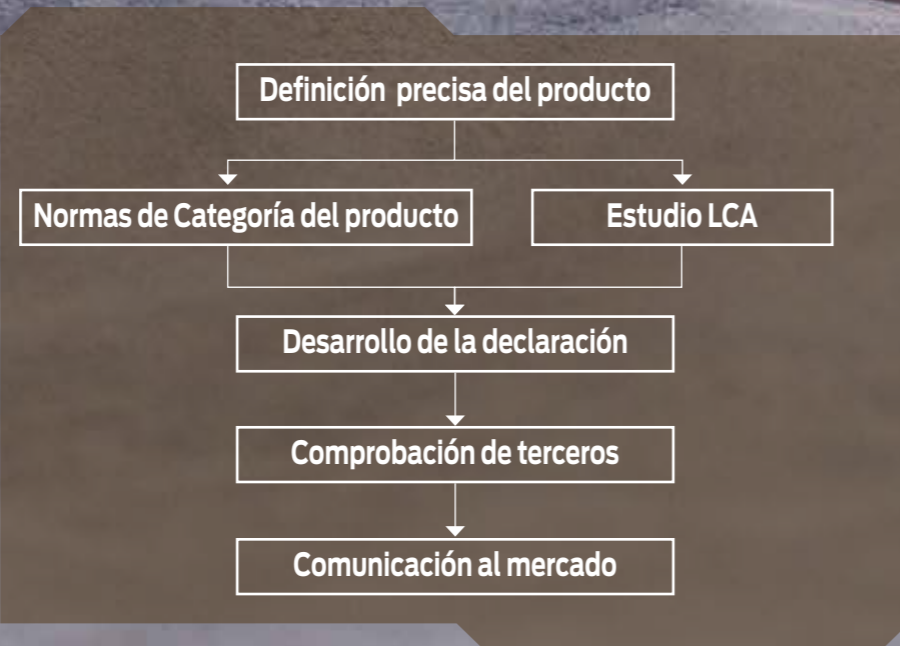 Definición precisa del producto
Normas de Categoría del producto
Estudio LCA
Desarrollo de la declaración
Comprobación de terceros
Comunicación al mercado